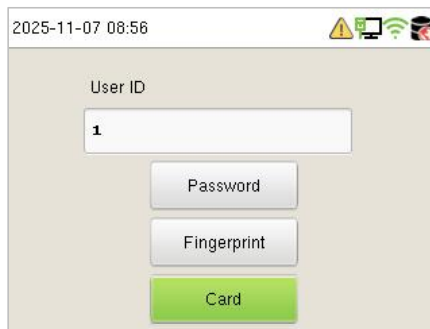 2025-11-07 08:56
User ID
1
Password
Fingerprint
Card